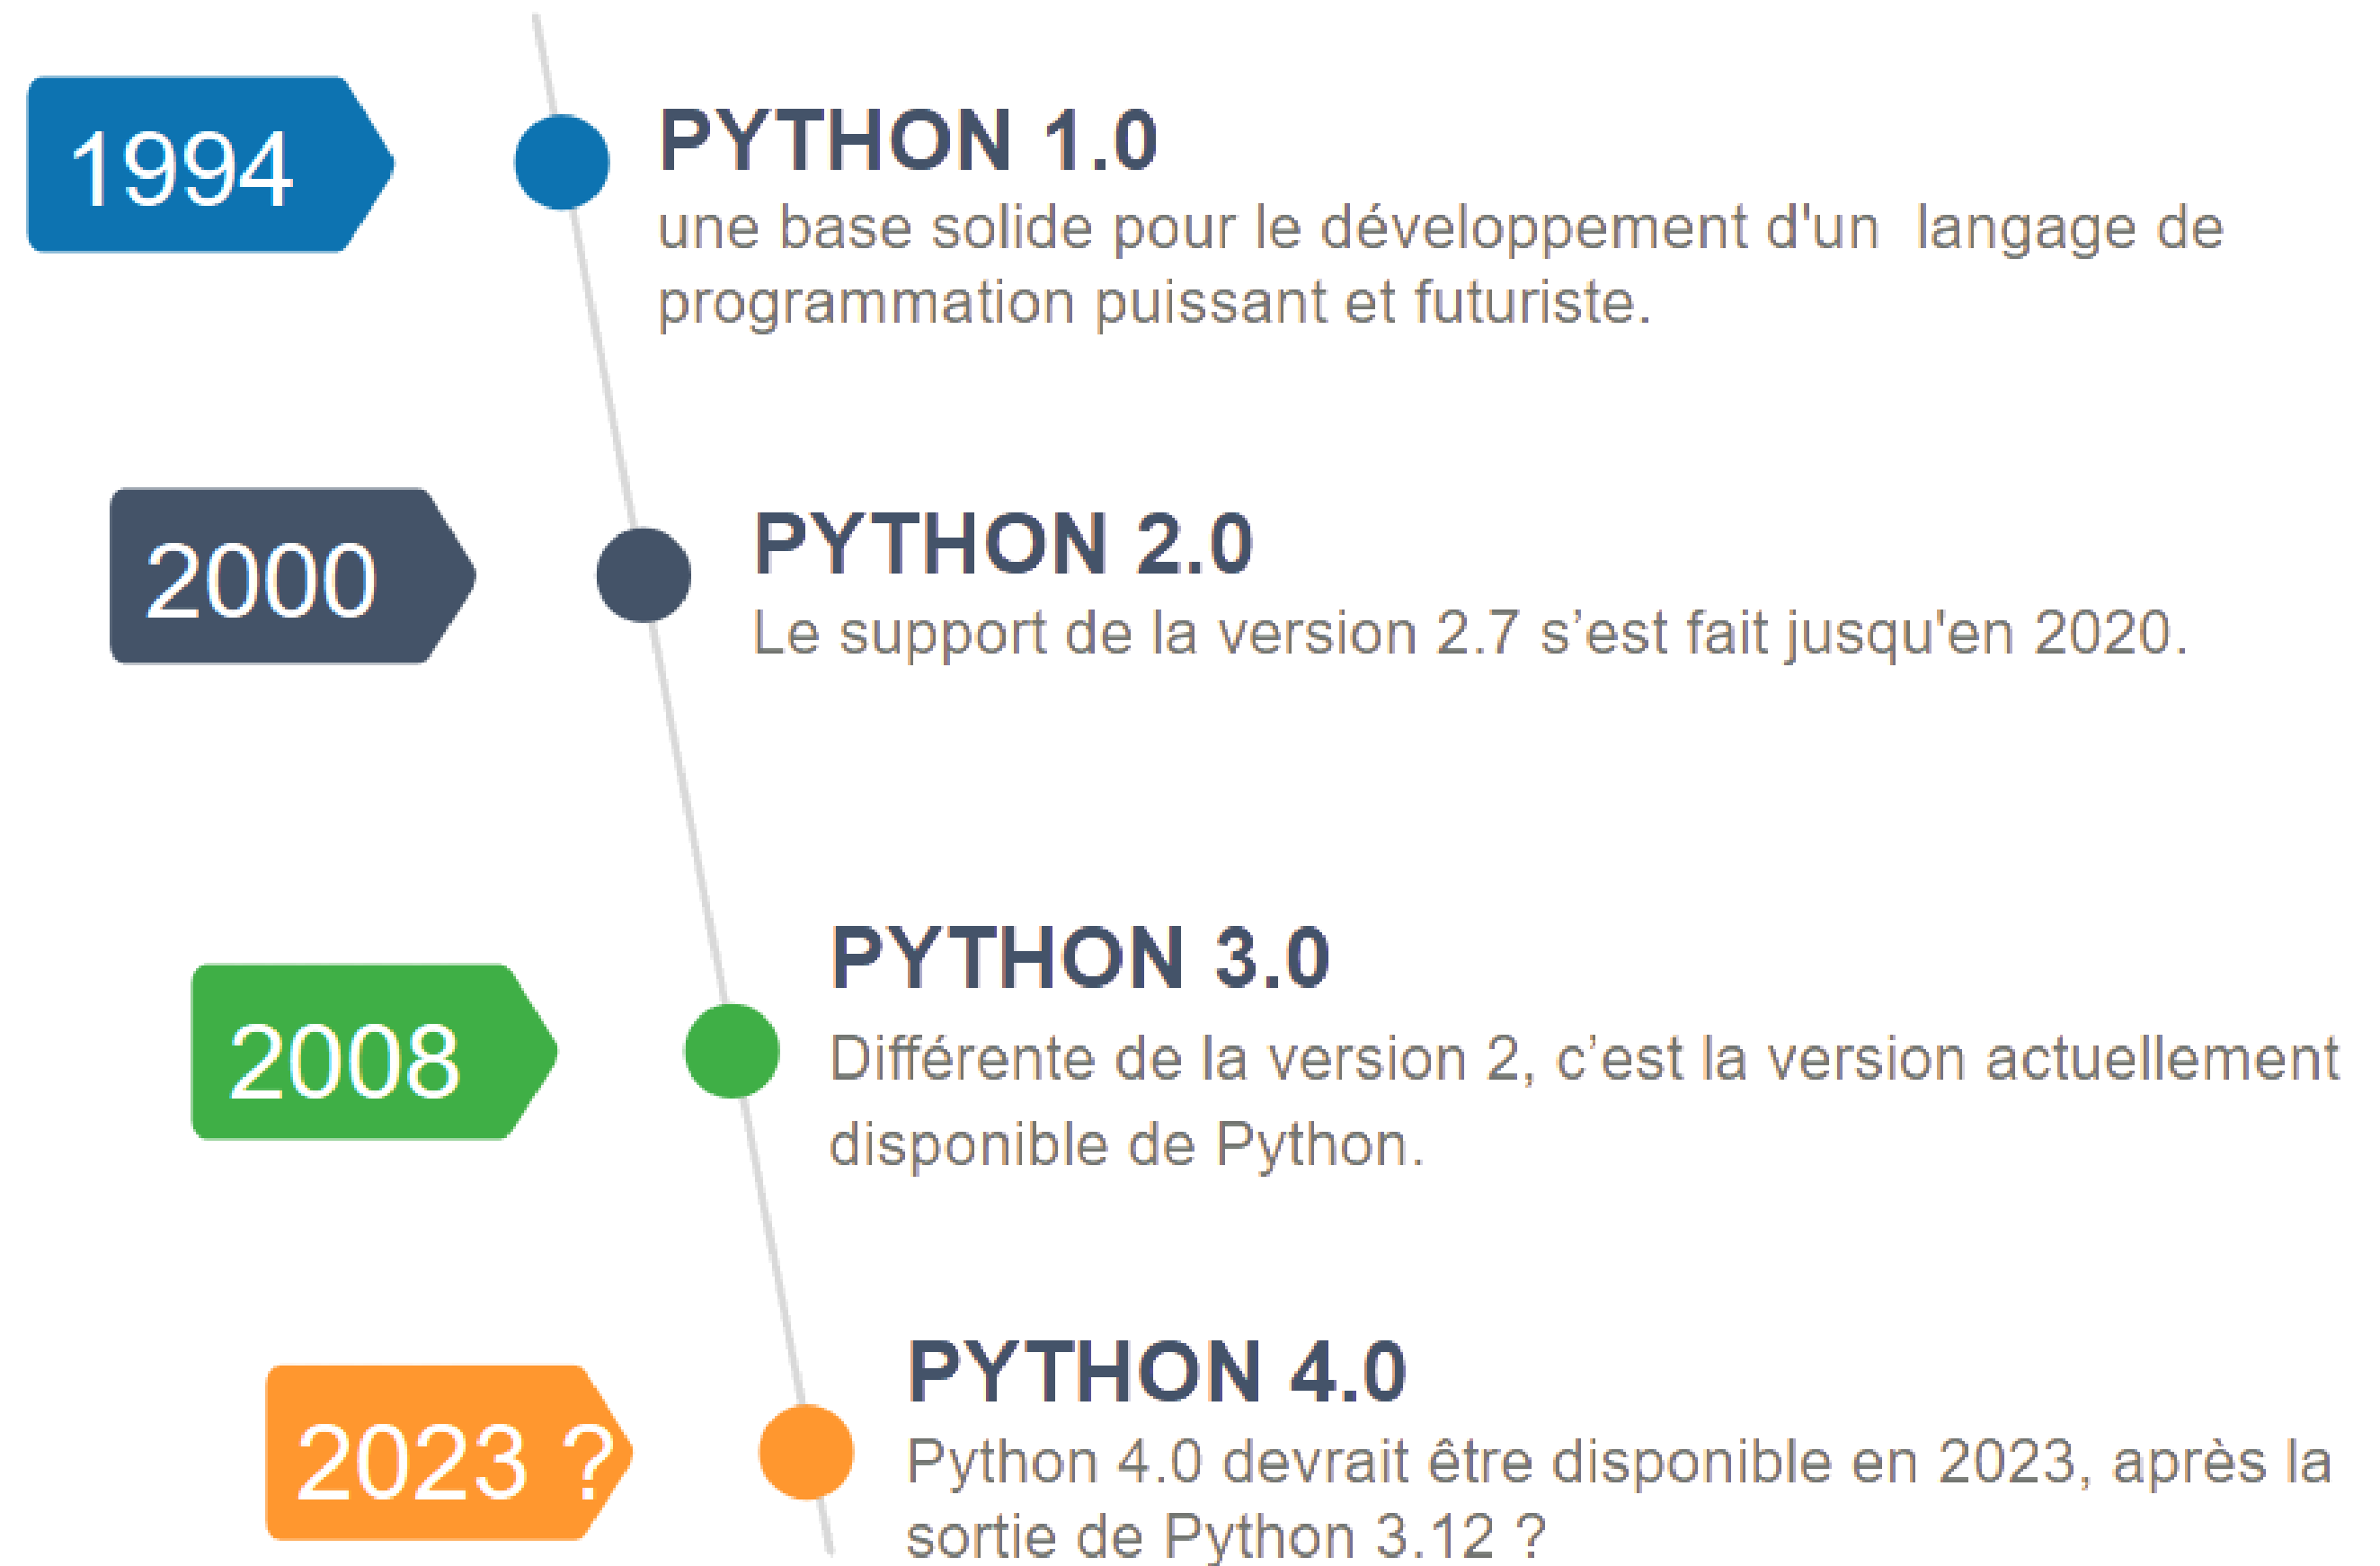 1994
PYTHON 1.0
une base solide pour le développement d'un  langage de
programmation puissant et futuriste.
2000
PYTHON 2.0
Le support de la version 2.7 s’est fait jusqu'en 2020.
2008
PYTHON 3.0
Différente de la version 2, c’est la version actuellement
disponible de Python.
2023 ?
PYTHON 4.0
Python 4.0 devrait être disponible en 2023, après la
sortie de Python 3.12 ?